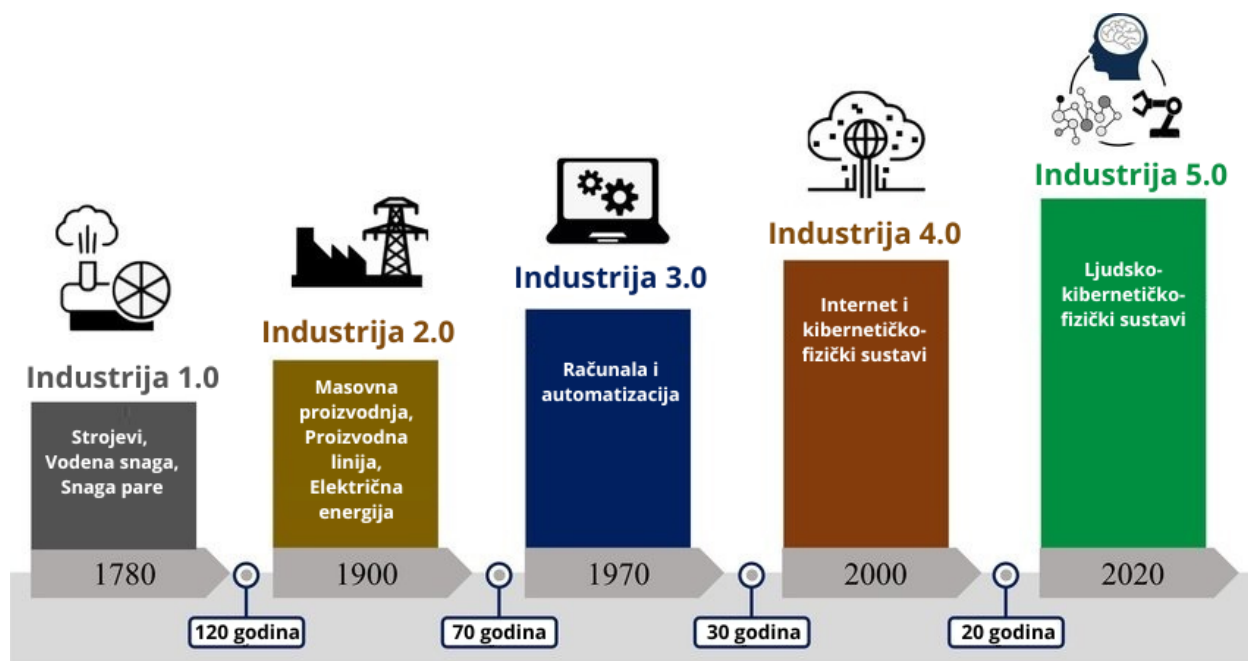 Industrija 1.0
Strojevi,
Vodena snaga,
Snaga pare
1780
120 godina
Industrija 2.0
Masovna
proizvodnja,
Proizvodna
linija,
Električna
energija
1900
70 godina
Industrija 3.0
Računala i
automatizacija
1970
30 godina
Industrija 4.0
Internet i
kibernetičko-
fizički sustavi
2000
20 godina
Industrija 5.0
Ljudsko-
kibernetičko-
fizički sustavi
2020